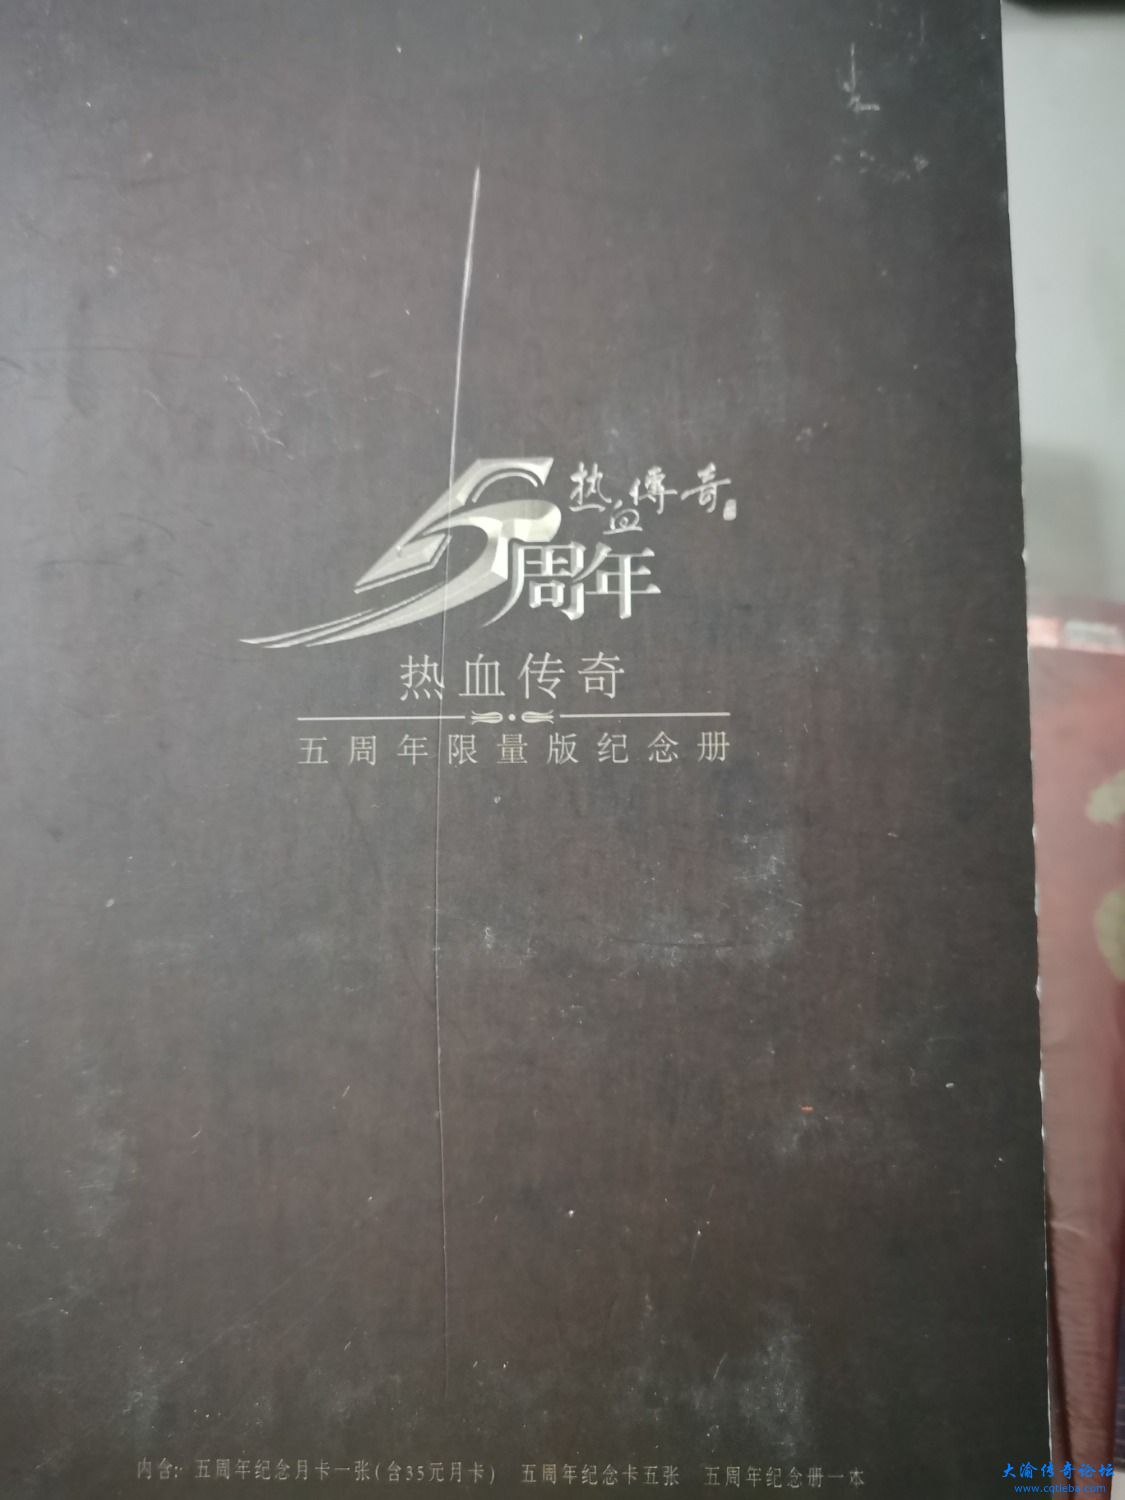 热血傳奇
5周年
热血传奇
五周年限量版纪念册
内含: 五周年纪念月卡一张(含35元月卡) 五周年纪念卡五张 五周年纪念册一本
大渝传奇论坛
www.cqtieba.com